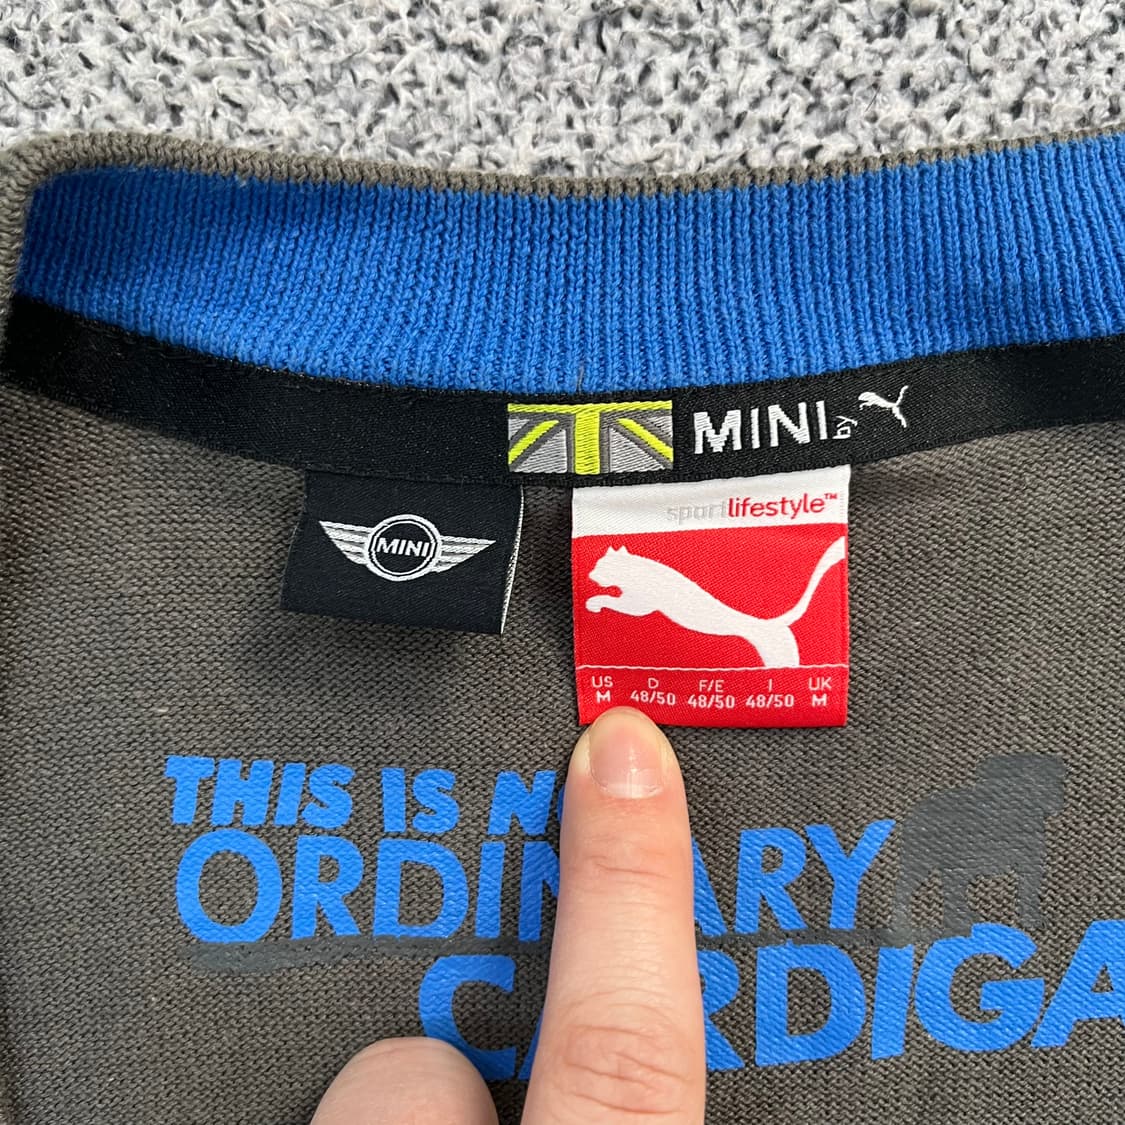 MINI by
MINI
sportlifestyle™
US D F/E I UK
M 48/50 48/50 48/50 M
THIS IS
ORDINARY
CARDIGA